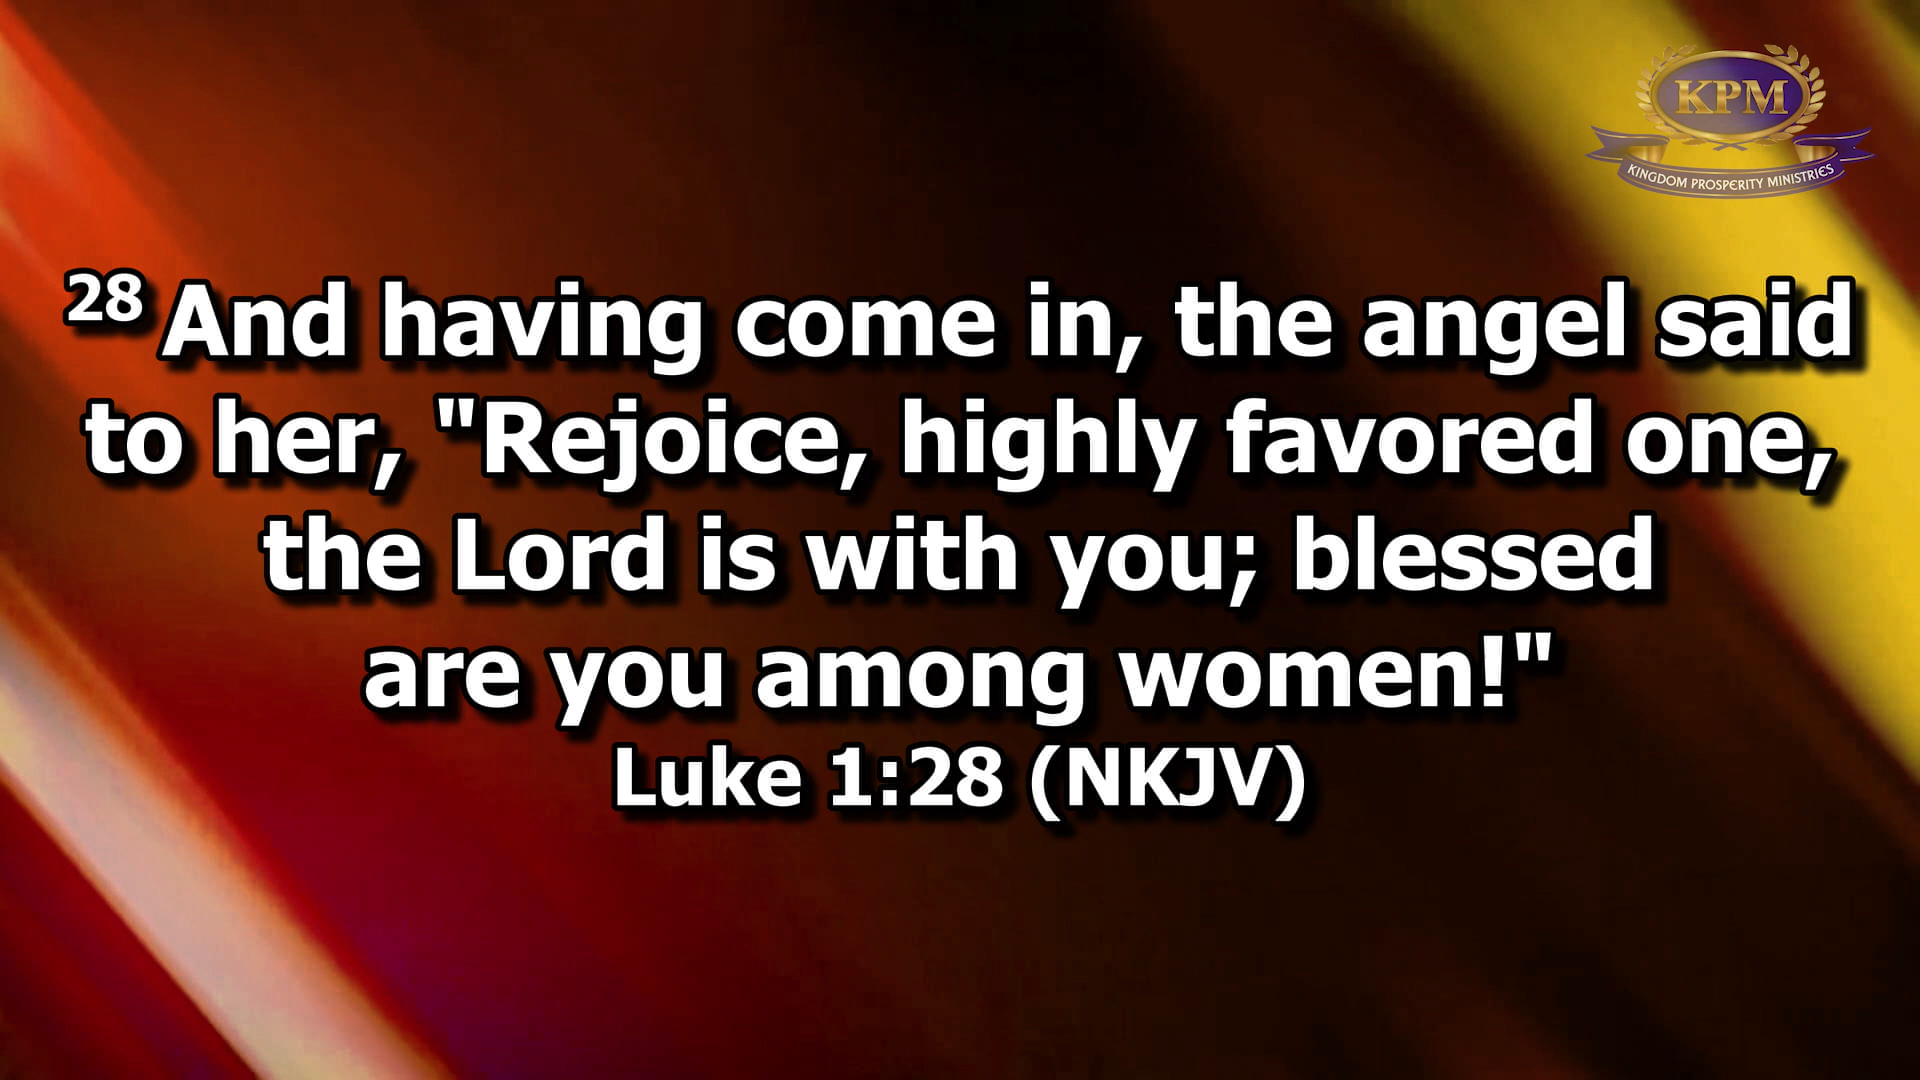 KPM
KINGDOM PROSPERITY MINISTRIES
28 And having come in, the angel said
to her, "Rejoice, highly favored one,
the Lord is with you; blessed
are you among women!"
Luke 1:28 (NKJV)